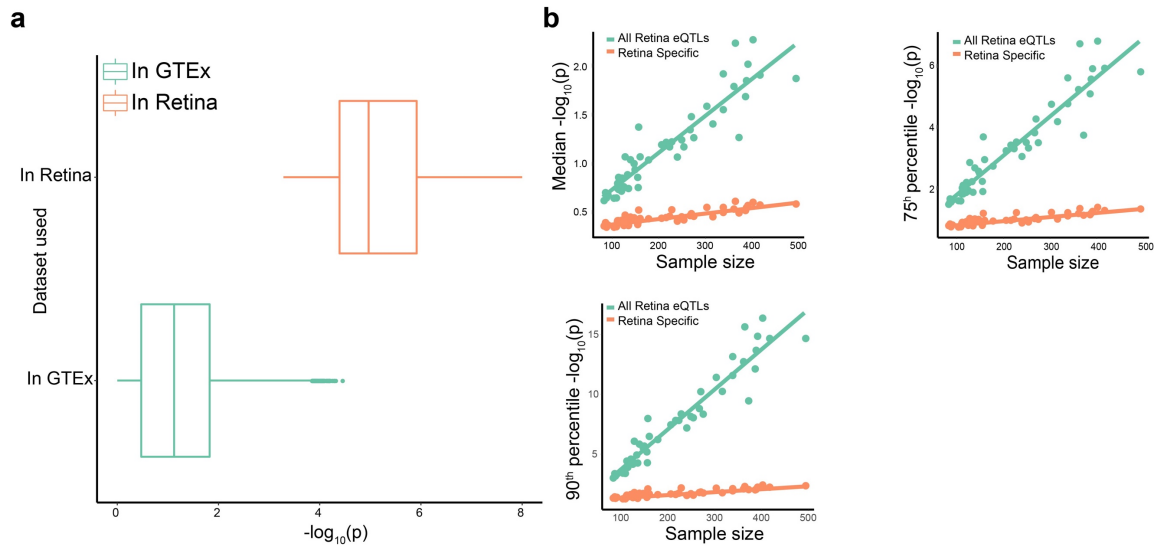 a
In GTEx
In Retina
Dataset used
In Retina
In GTEx
0 2 4 6 8
-log10(p)
b
All Retina eQTLs
Retina Specific
Median -log10(p)
2.0
1.5
1.0
0.5
100 200 300 400 500
Sample size
All Retina eQTLs
Retina Specific
75h percentile -log10(p)
6
4
2
100 200 300 400 500
Sample size
All Retina eQTLs
Retina Specific
90th percentile -log10(p)
15
10
5
100 200 300 400 500
Sample size